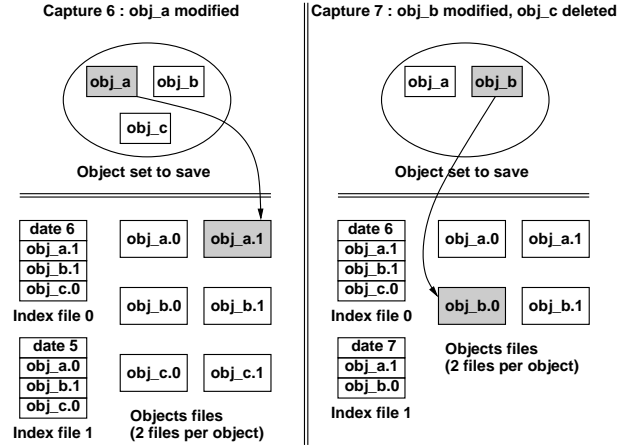 Capture 6 : obj_a modified
obj_a
obj_b
obj_c
Object set to save
date 6
obj_a.1
obj_b.1
obj_c.0
Index file 0
date 5
obj_a.0
obj_b.1
obj_c.0
Index file 1
obj_a.0
obj_a.1
obj_b.0
obj_b.1
obj_c.0
obj_c.1
Objects files
(2 files per object)
Capture 7 : obj_b modified, obj_c deleted
obj_a
obj_b
Object set to save
date 6
obj_a.1
obj_b.1
obj_c.0
Index file 0
date 7
obj_a.1
obj_b.0
Index file 1
obj_a.0
obj_a.1
obj_b.0
obj_b.1
Objects files
(2 files per object)